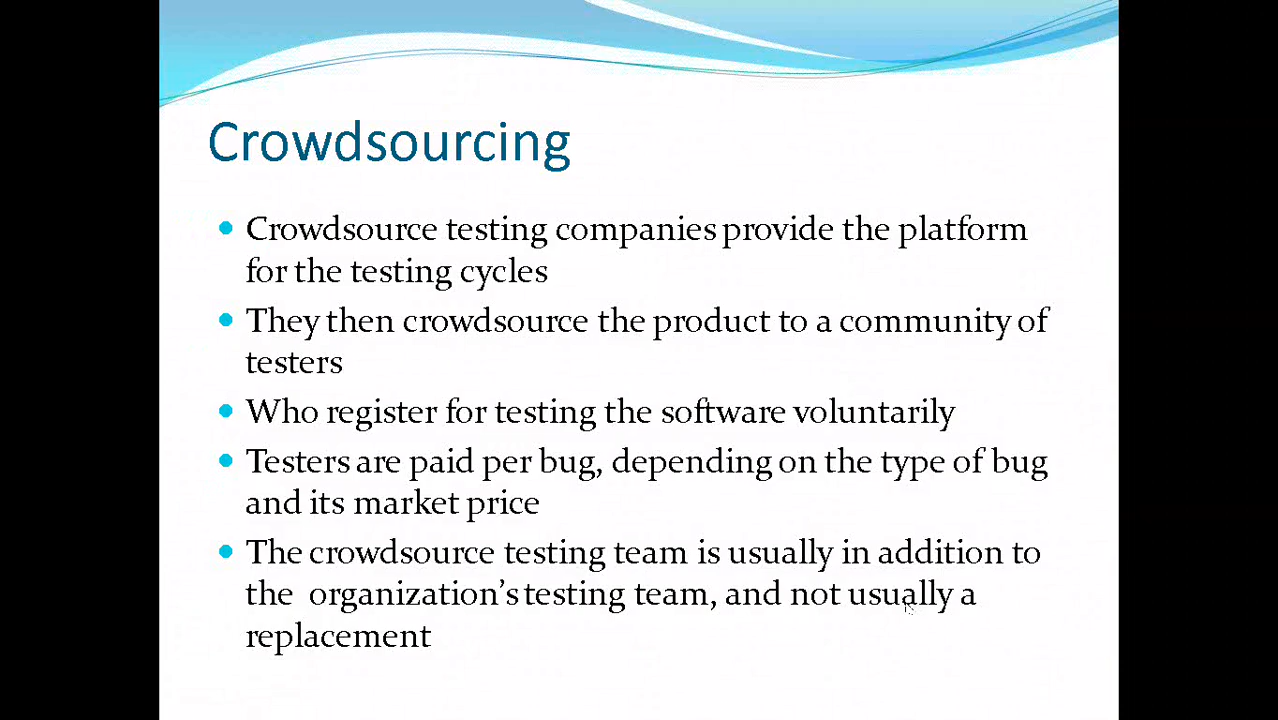 Crowdsourcing
Crowdsource testing companies provide the platform
for the testing cycles
They then crowdsource the product to a community of
testers
Who register for testing the software voluntarily
Testers are paid per bug, depending on the type of bug
and its market price
The crowdsource testing team is usually in addition to
the organization’s testing team, and not usually a
replacement